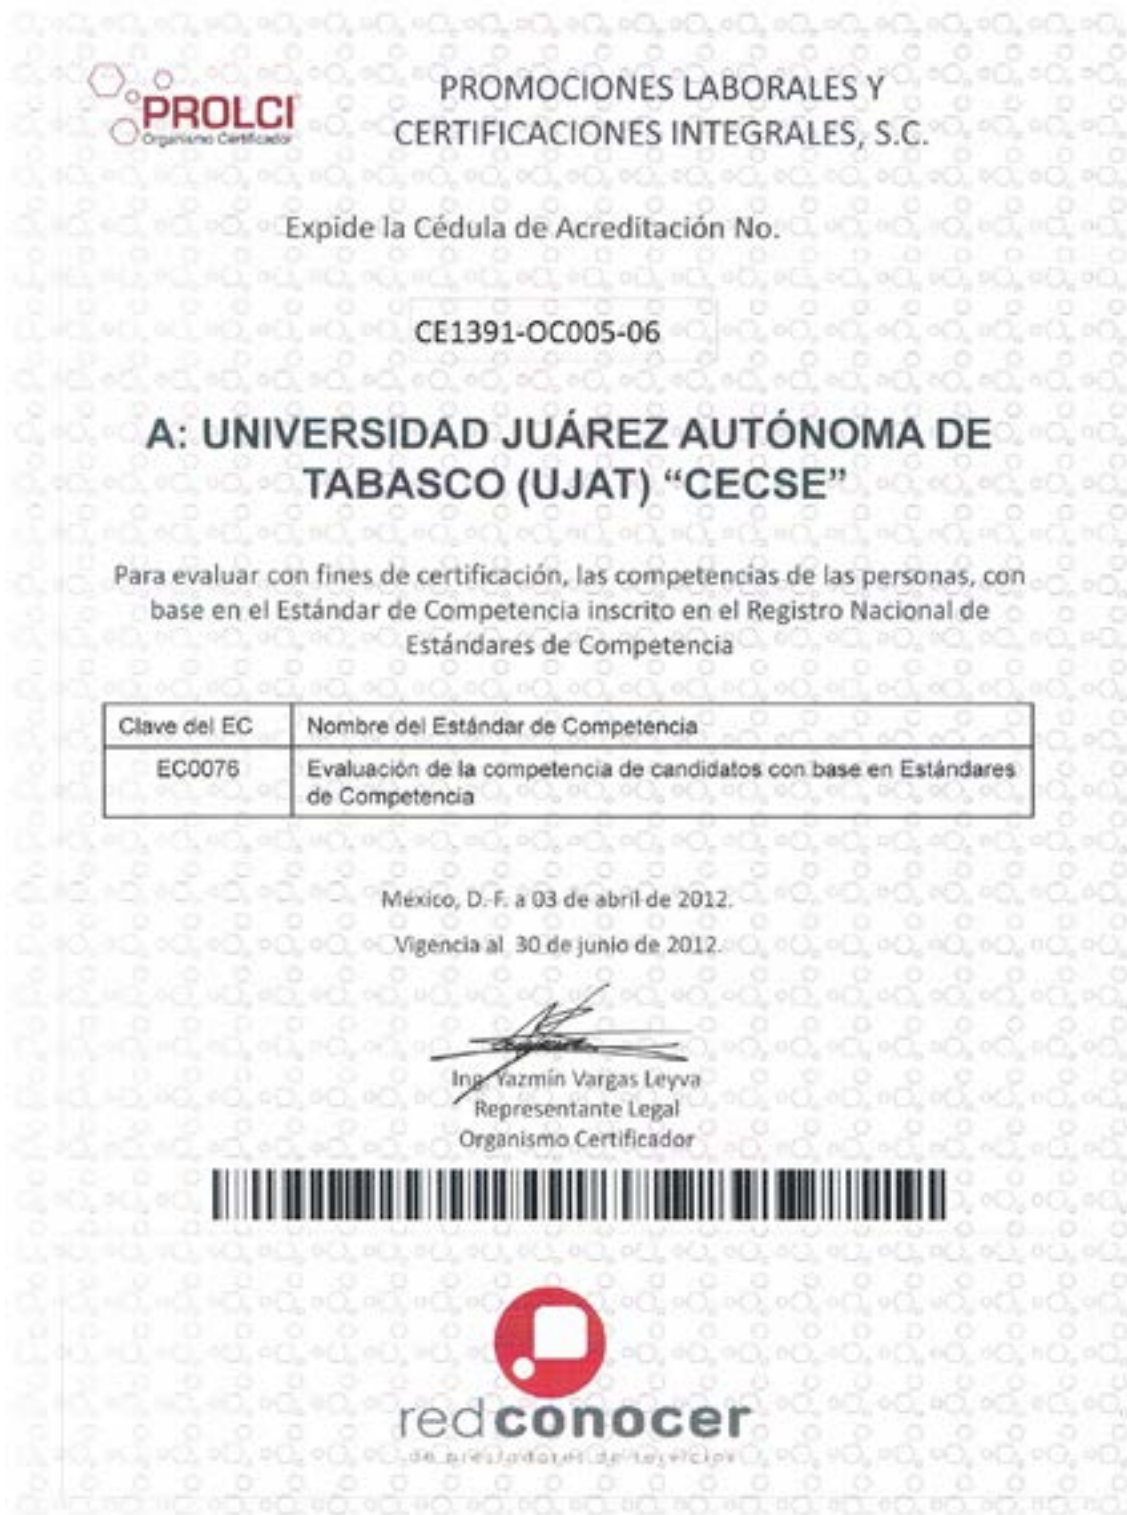 PROLCI
Organismo Certificador
PROMOCIONES LABORALES Y
CERTIFICACIONES INTEGRALES, S.C.
Expide la Cédula de Acreditación No.
CE1391-OC005-06
A: UNIVERSIDAD JUÁREZ AUTÓNOMA DE
TABASCO (UJAT) “CECSE”
Para evaluar con fines de certificación, las competencias de las personas, con
base en el Estándar de Competencia inscrito en el Registro Nacional de
Estándares de Competencia
Clave del EC Nombre del Estándar de Competencia
EC0076 Evaluación de la competencia de candidatos con base en Estándares
de Competencia
México, D. F. a 03 de abril de 2012.
Vigencia al 30 de junio de 2012.
Ing. Yazmín Vargas Leyva
Representante Legal
Organismo Certificador
red conocer
de prestadores de servicios